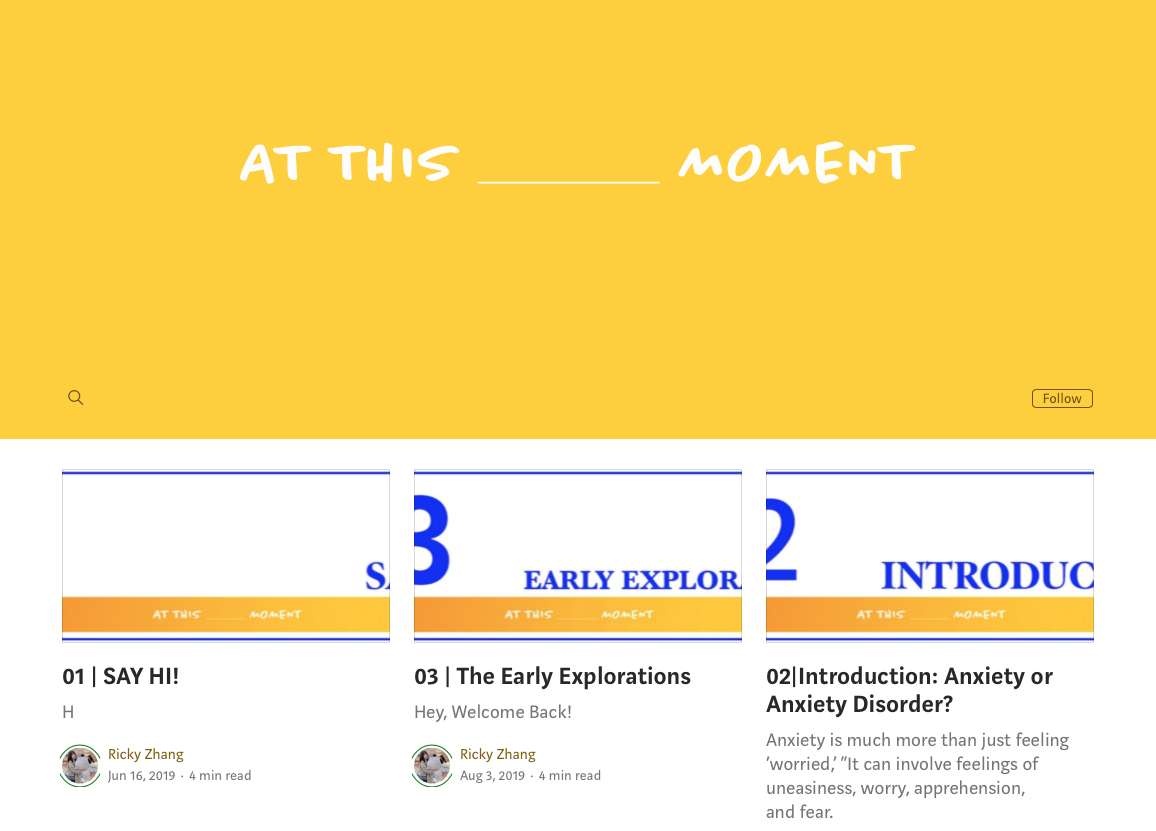 AT THIS ________ MOMENT
Follow
SA
AT THIS ______ MOMENT
01 | SAY HI!
H
Ricky Zhang
Jun 16, 2019 · 4 min read
3
EARLY EXPLOR
AT THIS ______ MOMENT
03 | The Early Explorations
Hey, Welcome Back!
Ricky Zhang
Aug 3, 2019 · 4 min read
2
INTRODUC
AT THIS ______ MOMENT
02|Introduction: Anxiety or
Anxiety Disorder?
Anxiety is much more than just feeling
‘worried,’ “It can involve feelings of
uneasiness, worry, apprehension,
and fear.